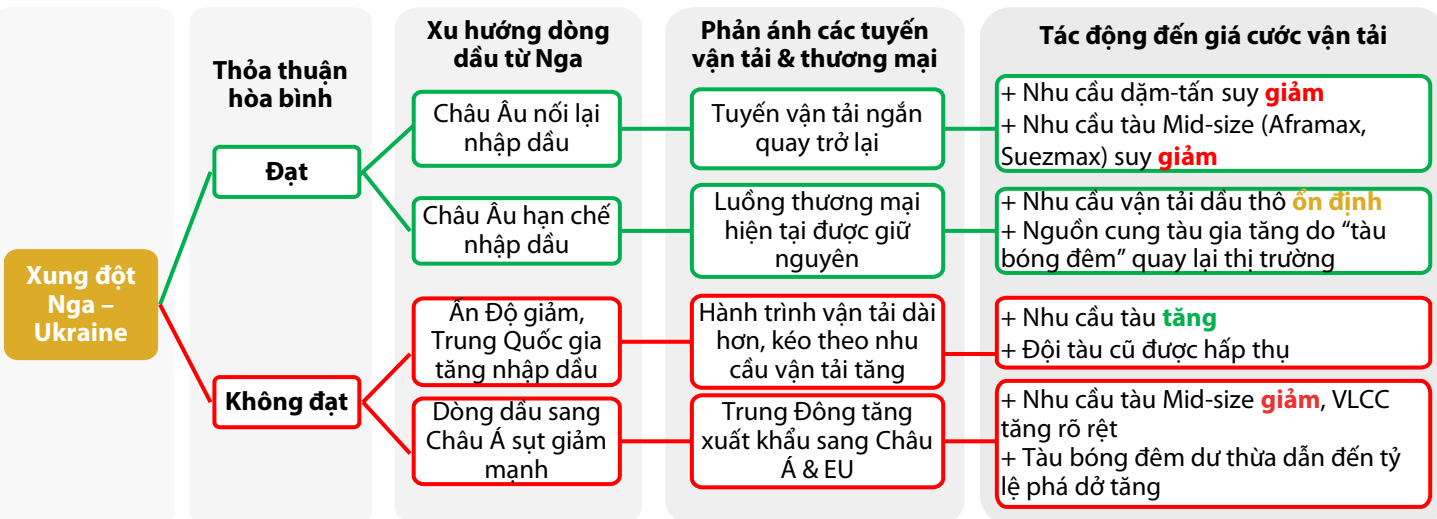 Thỏa thuận
hòa bình
Xu hướng dòng
dầu từ Nga
Phản ánh các tuyến
vận tải & thương mại
Tác động đến giá cước vận tải
Xung đột
Nga –
Ukraine
Đạt
Châu Âu nối lại
nhập dầu
Tuyến vận tải ngắn
quay trở lại
+ Nhu cầu dặm-tấn suy giảm
+ Nhu cầu tàu Mid-size (Aframax,
Suezmax) suy giảm
Châu Âu hạn chế
nhập dầu
Luồng thương mại
hiện tại được giữ
nguyên
+ Nhu cầu vận tải dầu thô ổn định
+ Nguồn cung tàu gia tăng do “tàu
bóng đêm” quay lại thị trường
Không đạt
Ấn Độ giảm,
Trung Quốc gia
tăng nhập dầu
Hành trình vận tải dài
hơn, kéo theo nhu
cầu vận tải tăng
+ Nhu cầu tàu tăng
+ Đội tàu cũ được hấp thụ
Dòng dầu sang
Châu Á sụt giảm
mạnh
Trung Đông tăng
xuất khẩu sang Châu
Á & EU
+ Nhu cầu tàu Mid-size giảm, VLCC
tăng rõ rệt
+ Tàu bóng đêm dư thừa dẫn đến tỷ
lệ phá dở tăng